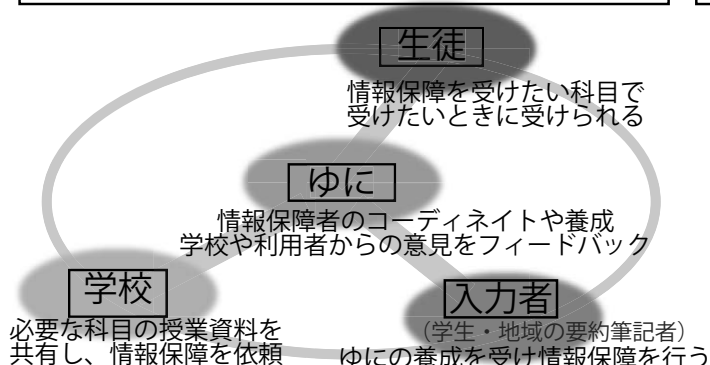 生徒
情報保障を受けたい科目で
受けたいときに受けられる
ゆに
情報保障者のコーディネイトや養成
学校や利用者からの意見をフィードバック
学校
必要な科目の授業資料を
共有し、情報保障を依頼
入力者
（学生・地域の要約筆記者）
ゆにの養成を受け情報保障を行う